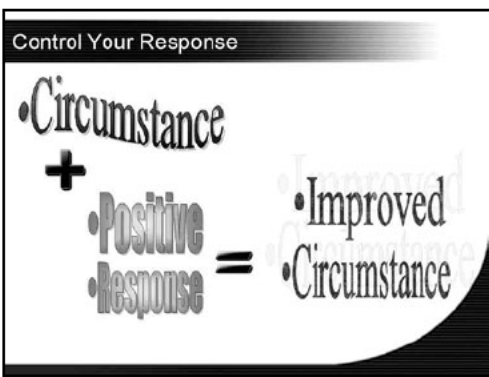 Control Your Response
•Circumstance
+
•Positive
•Response
=
•Improved
•Circumstance